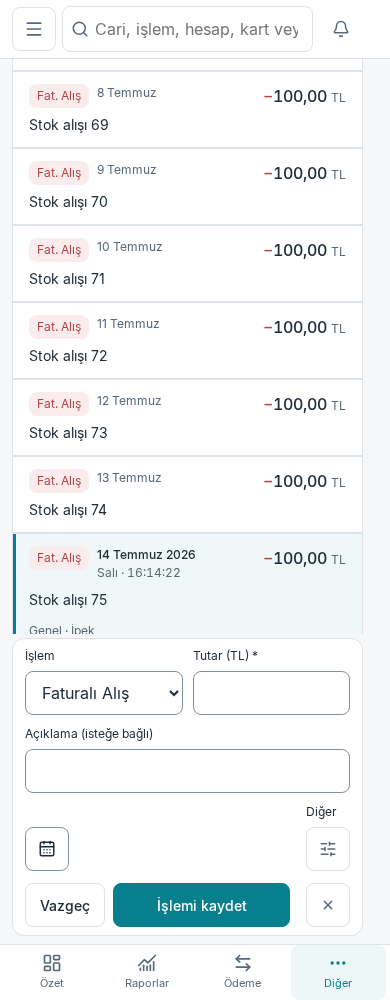 Cari, işlem, hesap, kart vey
Fat. Alış 8 Temmuz −100,00 TL
Stok alışı 69
Fat. Alış 9 Temmuz −100,00 TL
Stok alışı 70
Fat. Alış 10 Temmuz −100,00 TL
Stok alışı 71
Fat. Alış 11 Temmuz −100,00 TL
Stok alışı 72
Fat. Alış 12 Temmuz −100,00 TL
Stok alışı 73
Fat. Alış 13 Temmuz −100,00 TL
Stok alışı 74
Fat. Alış 14 Temmuz 2026 −100,00 TL
Salı · 16:14:22
Stok alışı 75
Genel · İpek
İşlem Tutar (TL) *
Faturalı Alış
Açıklama (isteğe bağlı)
Diğer
Vazgeç İşlemi kaydet
Özet Raporlar Ödeme Diğer